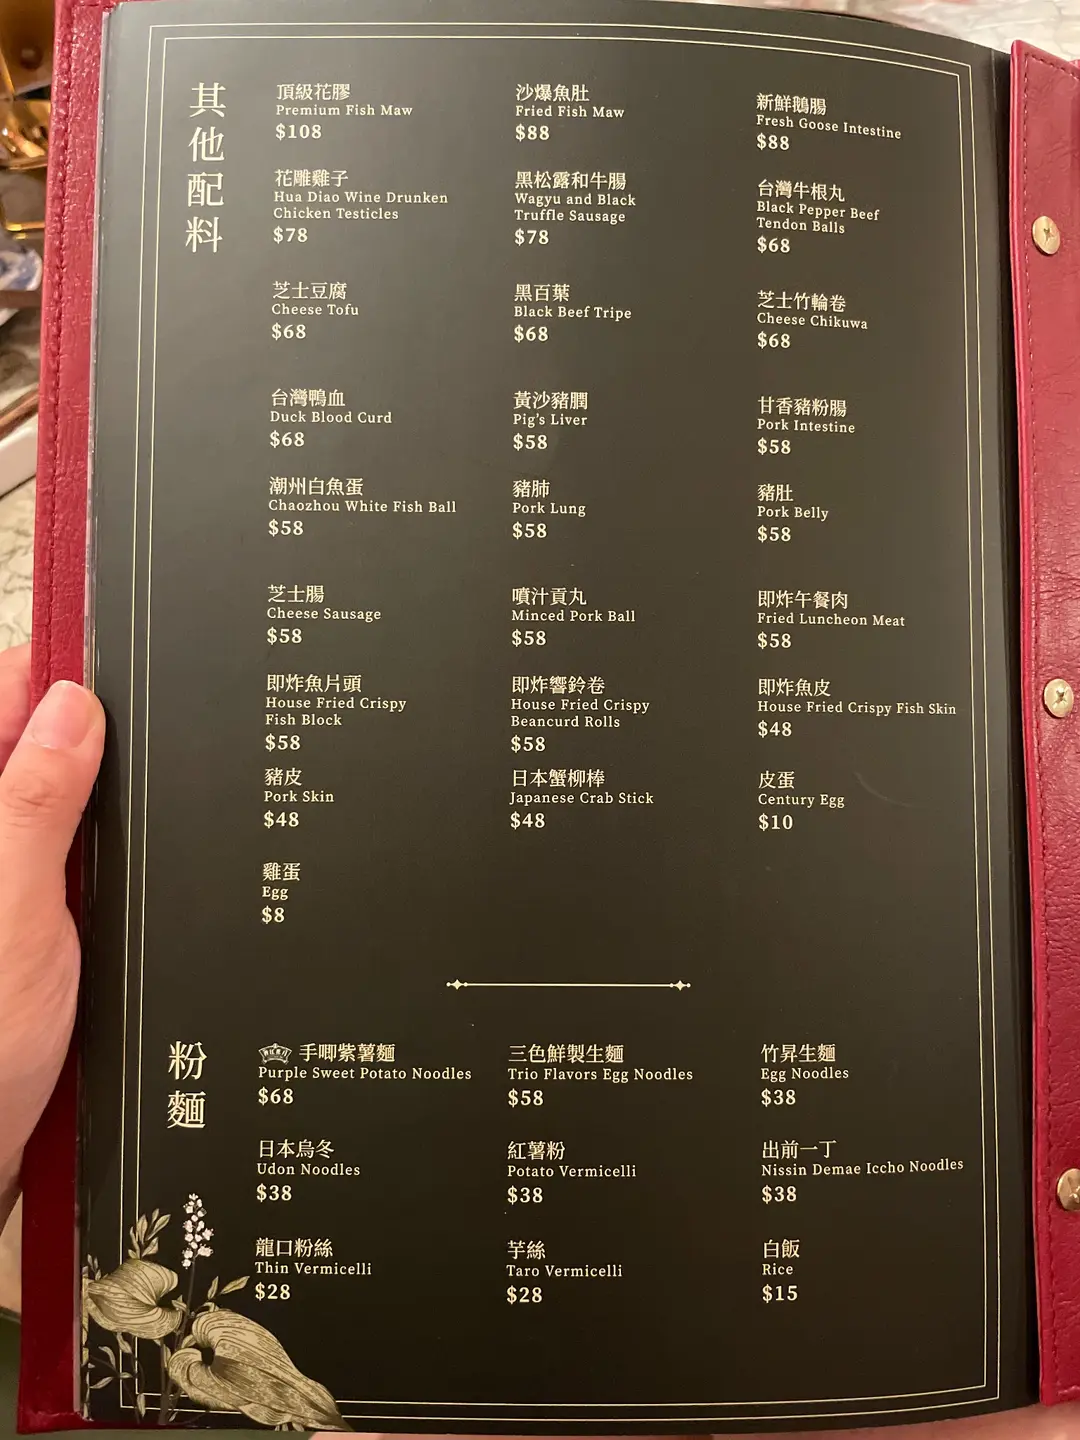 其他配料
頂級花膠
Premium Fish Maw
$108
沙爆魚肚
Fried Fish Maw
$88
新鮮鵝腸
Fresh Goose Intestine
$88
花雕雞子
Hua Diao Wine Drunken
Chicken Testicles
$78
黑松露和牛腸
Wagyu and Black
Truffle Sausage
$78
台灣牛根丸
Black Pepper Beef
Tendon Balls
$68
芝士豆腐
Cheese Tofu
$68
黑百葉
Black Beef Tripe
$68
芝士竹輪卷
Cheese Chikuwa
$68
台灣鴨血
Duck Blood Curd
$68
黃沙豬膶
Pig's Liver
$58
甘香豬粉腸
Pork Intestine
$58
潮州白魚蛋
Chaozhou White Fish Ball
$58
豬肺
Pork Lung
$58
豬肚
Pork Belly
$58
芝士腸
Cheese Sausage
$58
噴汁貢丸
Minced Pork Ball
$58
即炸午餐肉
Fried Luncheon Meat
$58
即炸魚片頭
House Fried Crispy
Fish Block
$58
即炸響鈴卷
House Fried Crispy
Beancurd Rolls
$58
即炸魚皮
House Fried Crispy Fish Skin
$48
豬皮
Pork Skin
$48
日本蟹柳棒
Japanese Crab Stick
$48
皮蛋
Century Egg
$10
雞蛋
Egg
$8
粉麵
手唧紫薯麵
Purple Sweet Potato Noodles
$68
三色鮮製生麵
Trio Flavors Egg Noodles
$58
竹昇生麵
Egg Noodles
$38
日本烏冬
Udon Noodles
$38
紅薯粉
Potato Vermicelli
$38
出前一丁
Nissin Demae Iccho Noodles
$38
龍口粉絲
Thin Vermicelli
$28
芋絲
Taro Vermicelli
$28
白飯
Rice
$15